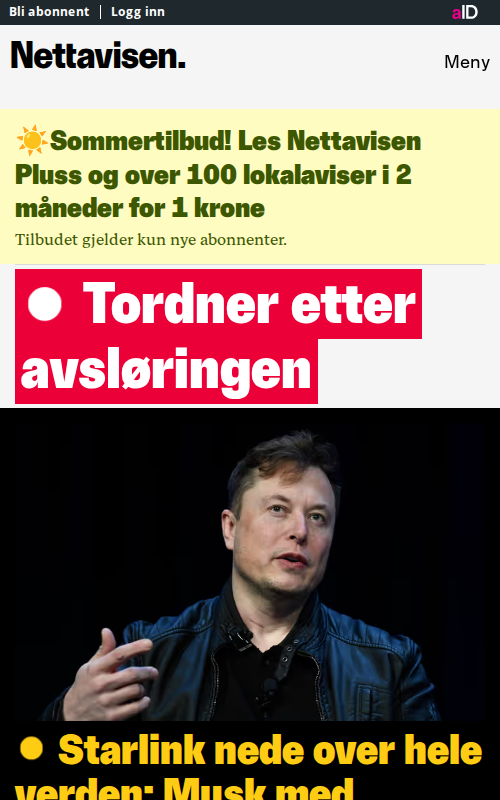 Bli abonnent | Logg inn
aID
Nettavisen.
Meny
☀️Sommertilbud! Les Nettavisen
Pluss og over 100 lokalaviser i 2
måneder for 1 krone
Tilbudet gjelder kun nye abonnenter.
Tordner etter
avsløringen
Starlink nede over hele
verden: Musk med